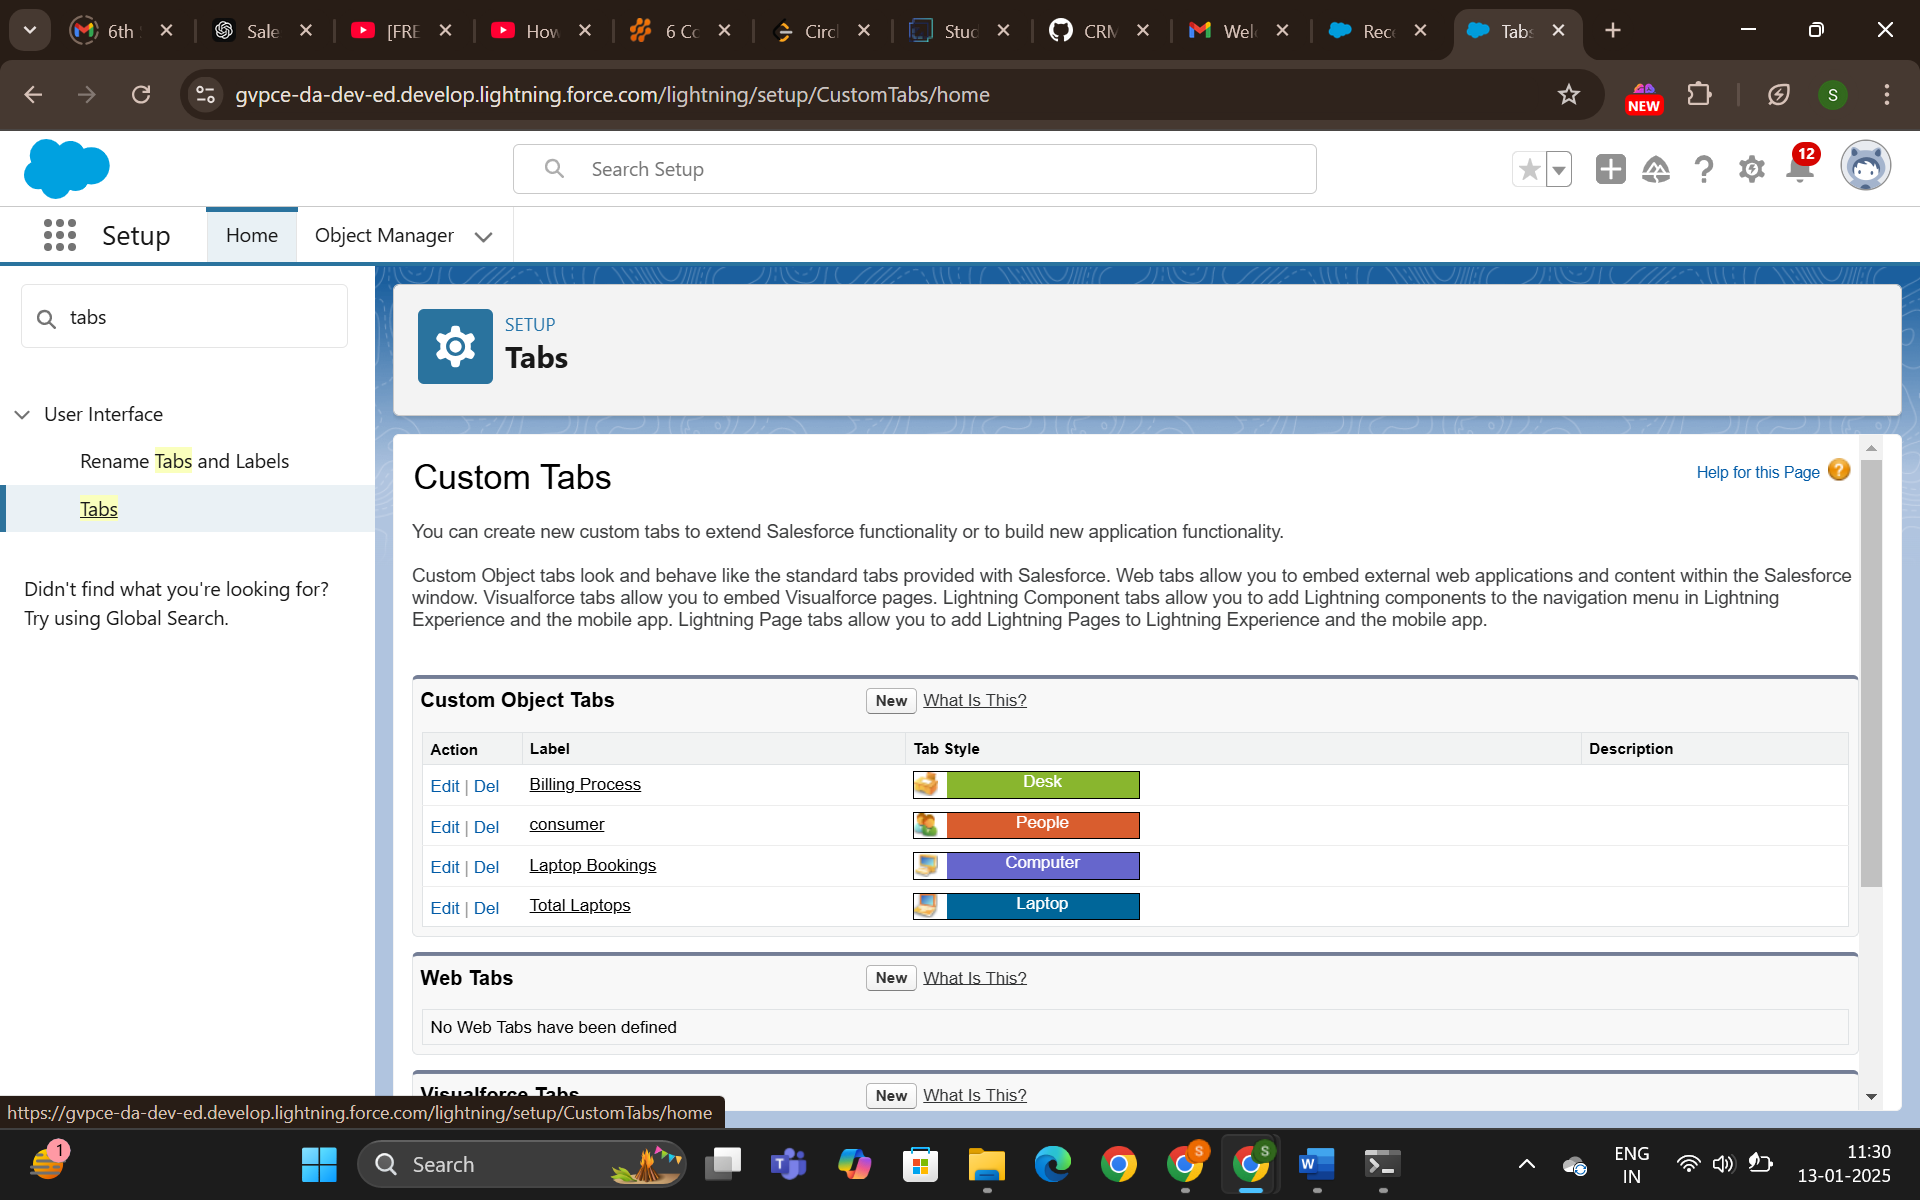 6th
Sale
[FRE
How
6 Co
Circl
Stud
CRM
Wel
Rec
Tabs
gvpce-da-dev-ed.develop.lightning.force.com/lightning/setup/CustomTabs/home
NEW
S
Search Setup
12
Setup
Home
Object Manager
tabs
User Interface
Rename Tabs and Labels
Tabs
Didn't find what you're looking for?
Try using Global Search.
SETUP
Tabs
Custom Tabs
Help for this Page
You can create new custom tabs to extend Salesforce functionality or to build new application functionality.
Custom Object tabs look and behave like the standard tabs provided with Salesforce. Web tabs allow you to embed external web applications and content within the Salesforce
window. Visualforce tabs allow you to embed Visualforce pages. Lightning Component tabs allow you to add Lightning components to the navigation menu in Lightning
Experience and the mobile app. Lightning Page tabs allow you to add Lightning Pages to Lightning Experience and the mobile app.
Custom Object Tabs New What Is This?
Action Label Tab Style Description
Edit | Del Billing Process Desk
Edit | Del consumer People
Edit | Del Laptop Bookings Computer
Edit | Del Total Laptops Laptop
Web Tabs New What Is This?
No Web Tabs have been defined
Visualforce Tabs New What Is This?
https://gvpce-da-dev-ed.develop.lightning.force.com/lightning/setup/CustomTabs/home
1
Search
S
S
ENG
IN
11:30
13-01-2025